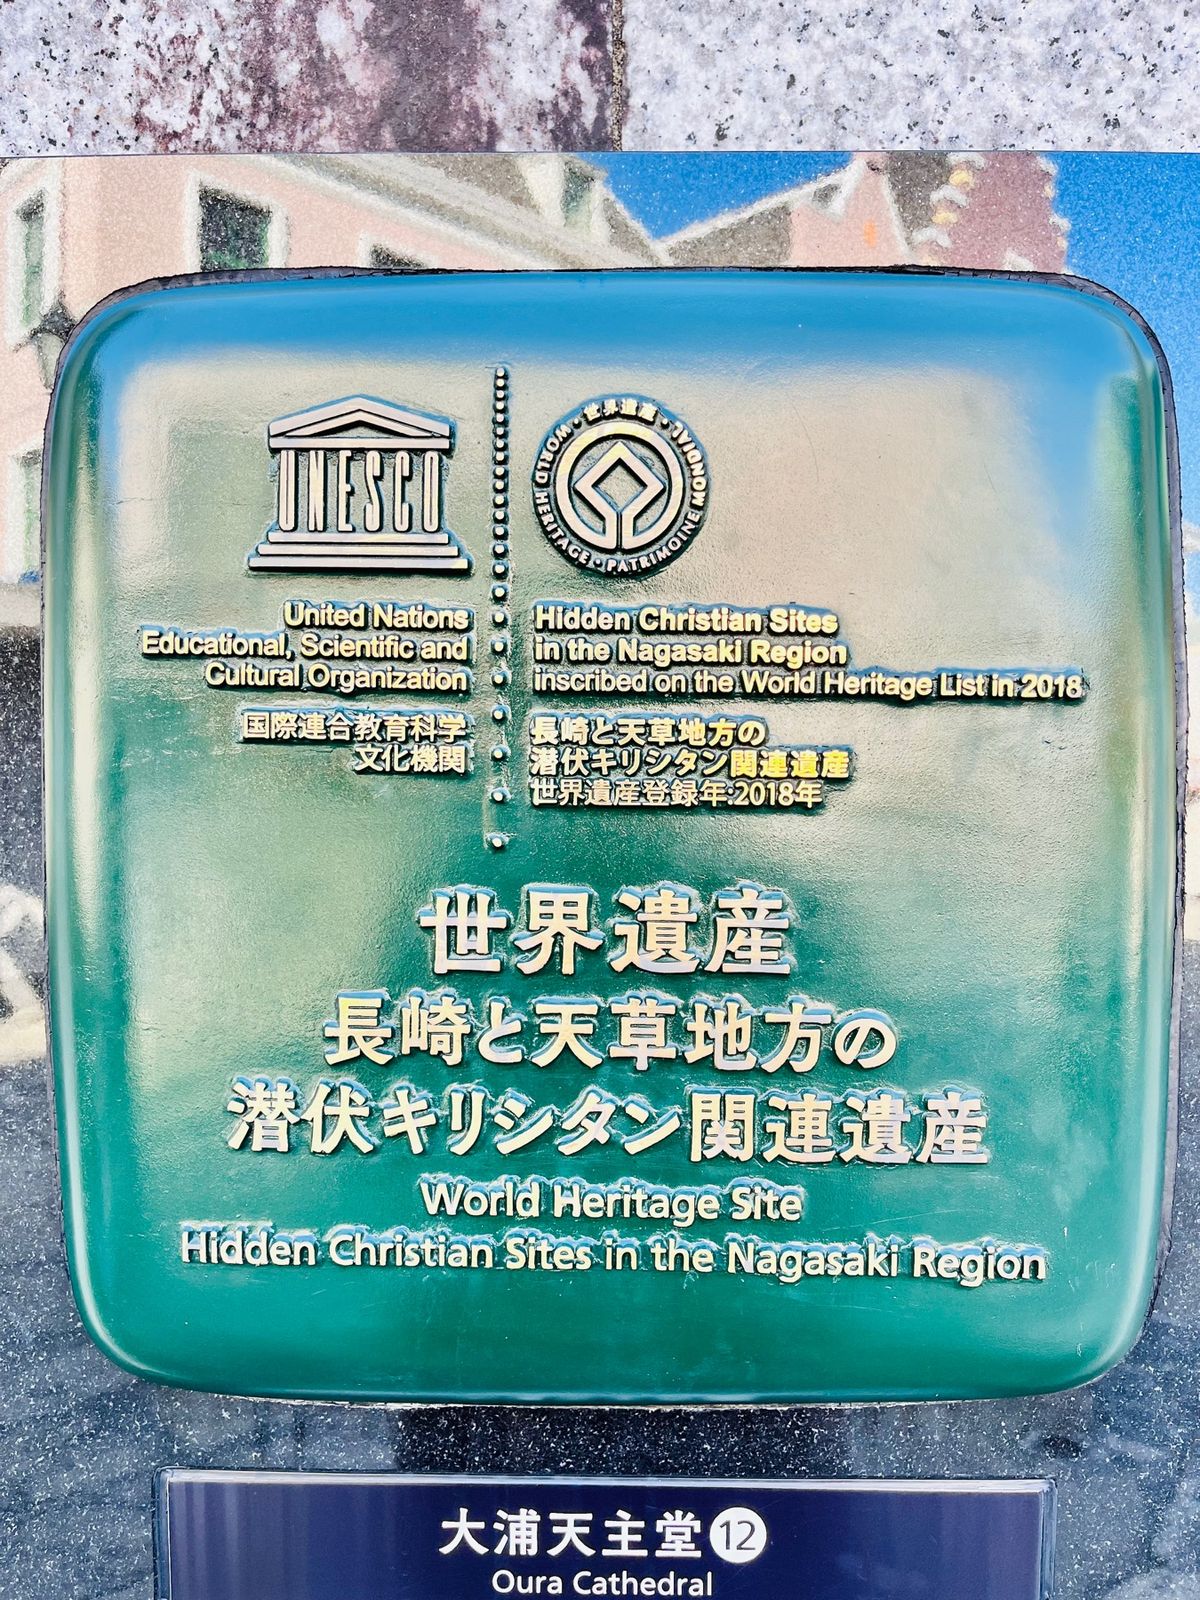 UNESCO
世界遺産 · WORLD HERITAGE · PATRIMOINE MONDIAL ·
United Nations
Educational, Scientific and
Cultural Organization
国際連合教育科学
文化機関
Hidden Christian Sites
in the Nagasaki Region
inscribed on the World Heritage List in 2018
長崎と天草地方の
潜伏キリシタン関連遺産
世界遺産登録年:2018年
世界遺産
長崎と天草地方の
潜伏キリシタン関連遺産
World Heritage Site
Hidden Christian Sites in the Nagasaki Region
大浦天主堂 12
Oura Cathedral